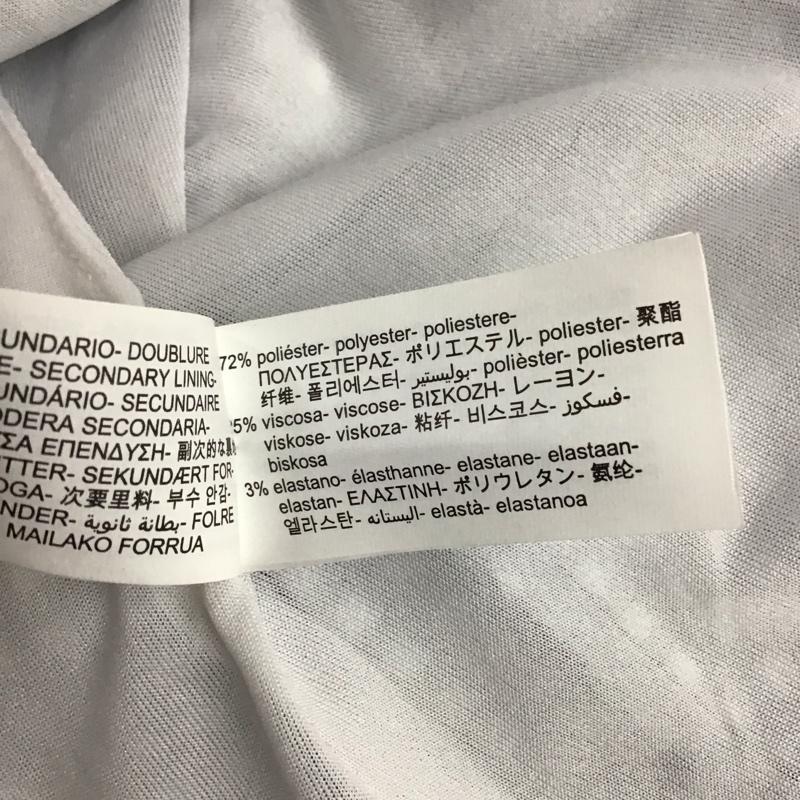 UNDARIO- DOUBLURE
E- SECONDARY LINING-
UNDÁRIO- SECUNDAIRE
ODERA SECONDARIA-
ΣΑ ΕΠΕΝΔΥΣΗ- 副次的な裏
TTER- SEKUNDÆRT FOR-
OGA- 次要里料- 부수 안감-
NDER- بطانة ثانوية- FOLRE
MAILAKO FORRUA
72% poliéster- polyester- poliestere-
ΠΟΛΥΕΣΤΕΡΑΣ- ポリエステル- poliester- 聚酯
纤维- 폴리에스터- بوليستير- polièster- poliesterra
5% viscosa- viscose- ΒΙΣΚΟΖΗ- レーヨン-
viskose- viskoza- 粘纤- 비스코스- فسكوز-
biskosa
3% elastano- élasthanne- elastane- elastaan-
elastan- ΕΛΑΣΤΙΝΗ- ポリウレタン- 氨纶-
엘라스탄- اليستانه- elastà- elastanoa